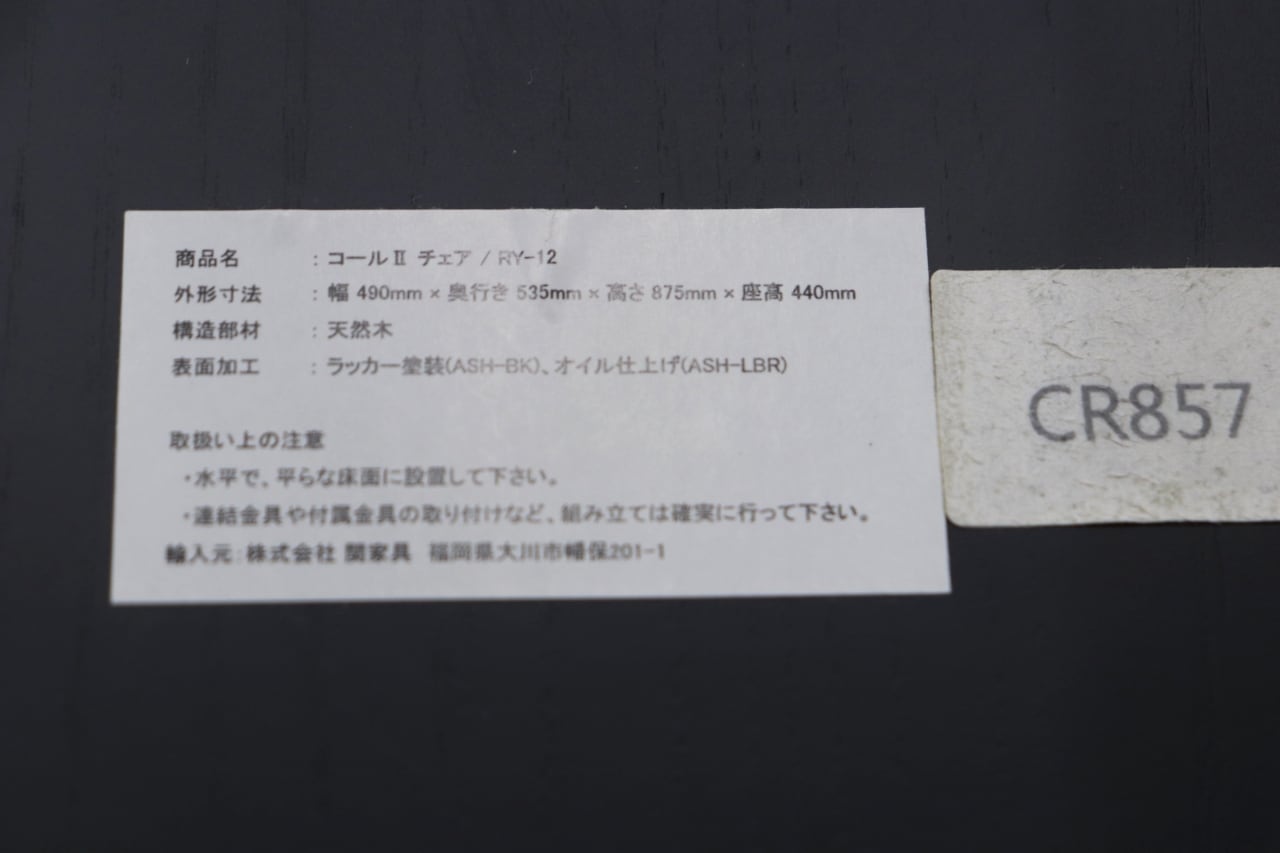 商品名 : コールⅡ チェア / RY-12
外形寸法 : 幅 490mm × 奥行き 535mm × 高さ 875mm × 座高 440mm
構造部材 : 天然木
表面加工 : ラッカー塗装(ASH-BK)、オイル仕上げ(ASH-LBR)
取扱い上の注意
・水平で、平らな床面に設置して下さい。
・連結金具や付属金具の取り付けなど、組み立ては確実に行って下さい。
輸入元:株式会社 関家具 福岡県大川市幡保201-1
CR857